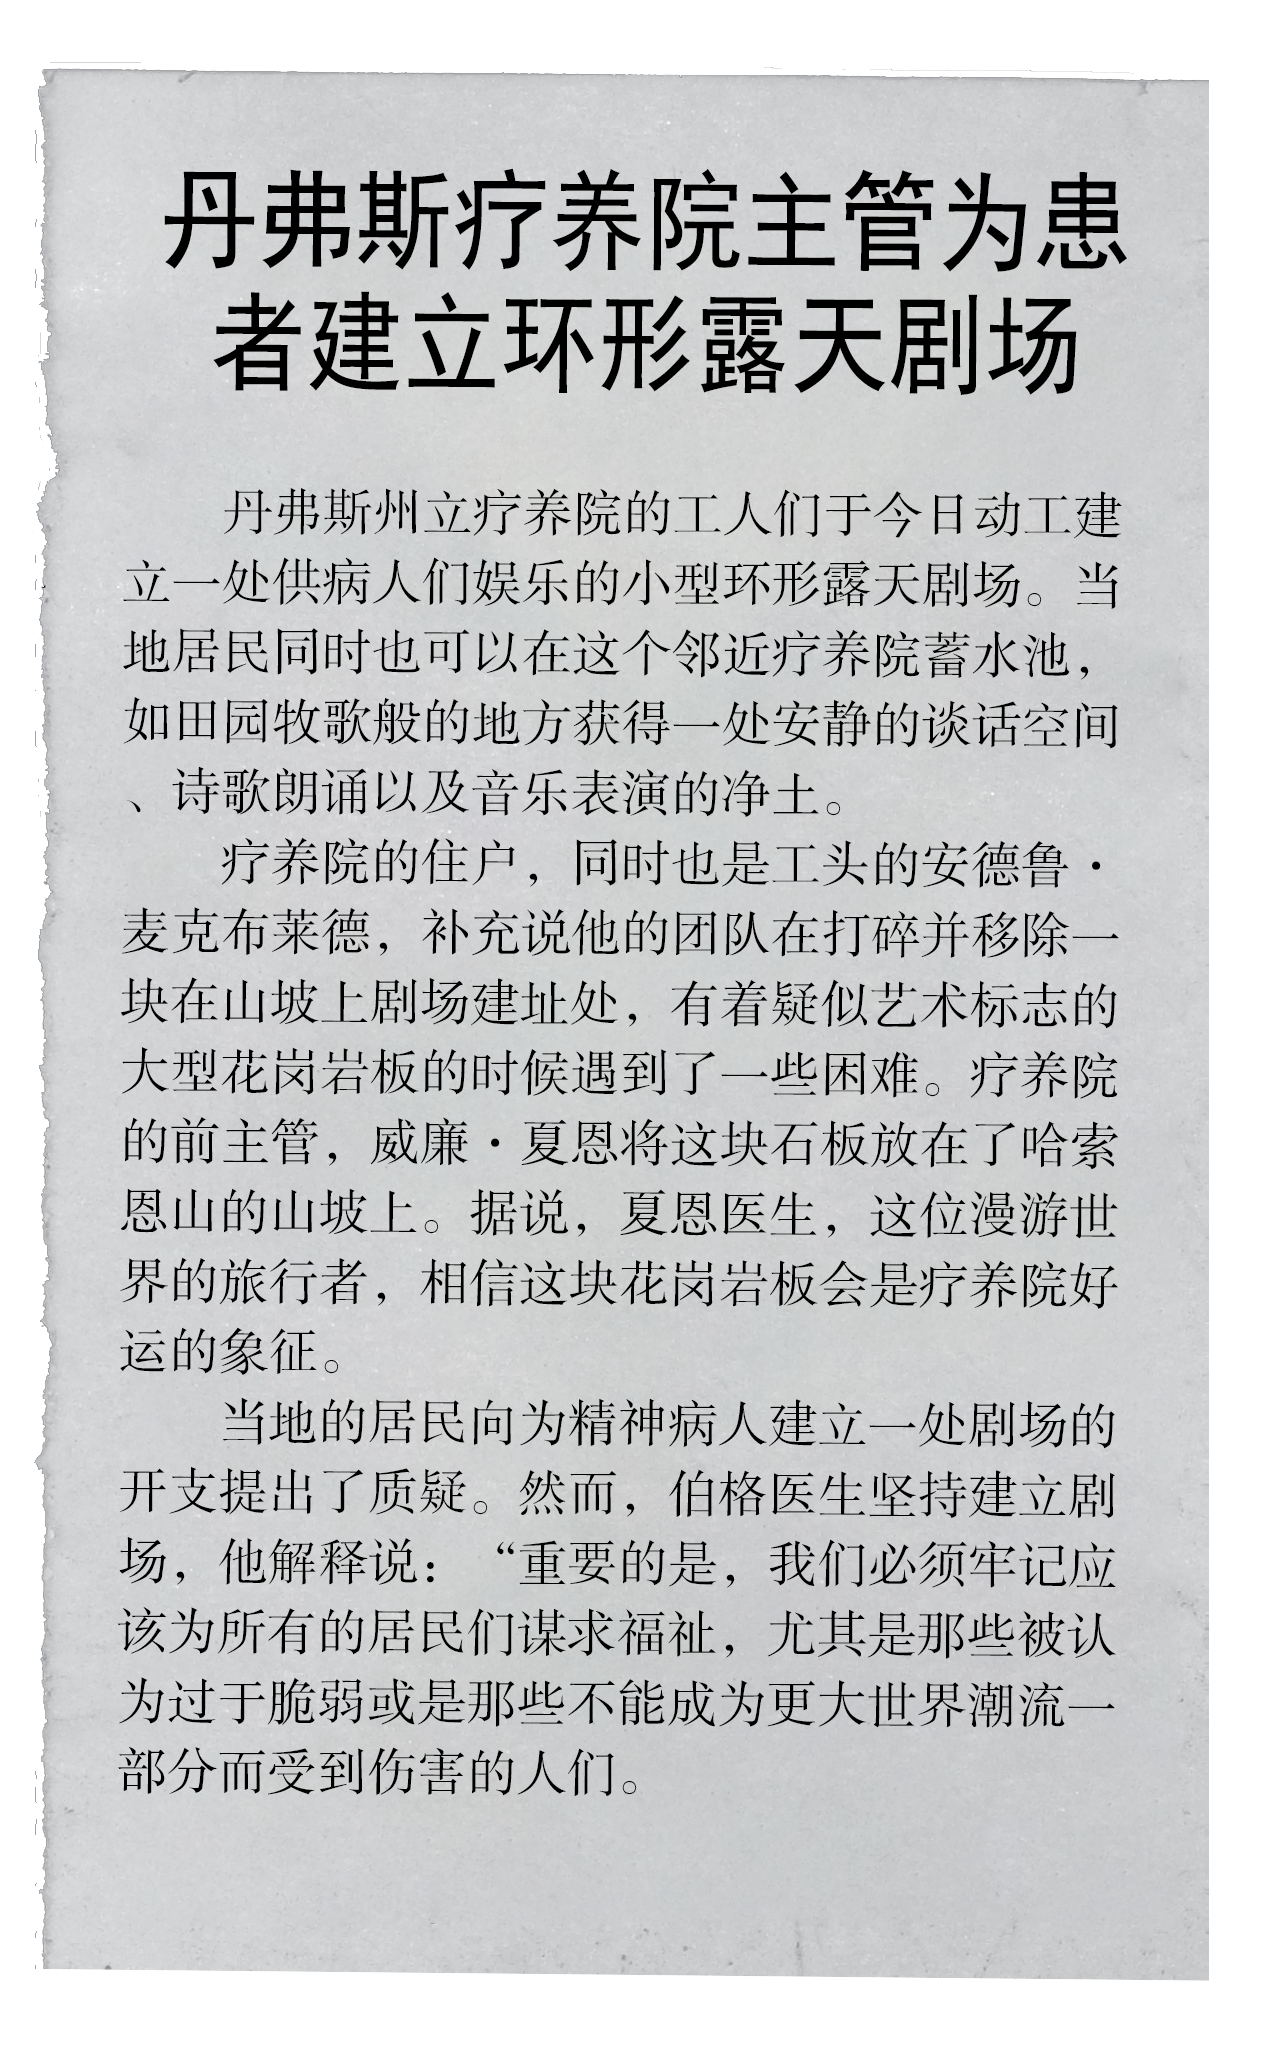 丹弗斯疗养院主管为患
者建立环形露天剧场
丹弗斯州立疗养院的工人们于今日动工建
立一处供病人们娱乐的小型环形露天剧场。当
地居民同时也可以在这个邻近疗养院蓄水池，
如田园牧歌般的地方获得一处安静的谈话空间
、诗歌朗诵以及音乐表演的净土。
疗养院的住户，同时也是工头的安德鲁·
麦克布莱德，补充说他的团队在打碎并移除一
块在山坡上剧场建址处，有着疑似艺术标志的
大型花岗岩板的时候遇到了一些困难。疗养院
的前主管，威廉·夏恩将这块石板放在了哈索
恩山的山坡上。据说，夏恩医生，这位漫游世
界的旅行者，相信这块花岗岩板会是疗养院好
运的象征。
当地的居民向为精神病人建立一处剧场的
开支提出了质疑。然而，伯格医生坚持建立剧
场，他解释说：“重要的是，我们必须牢记应
该为所有的居民们谋求福祉，尤其是那些被认
为过于脆弱或是那些不能成为更大世界潮流一
部分而受到伤害的人们。